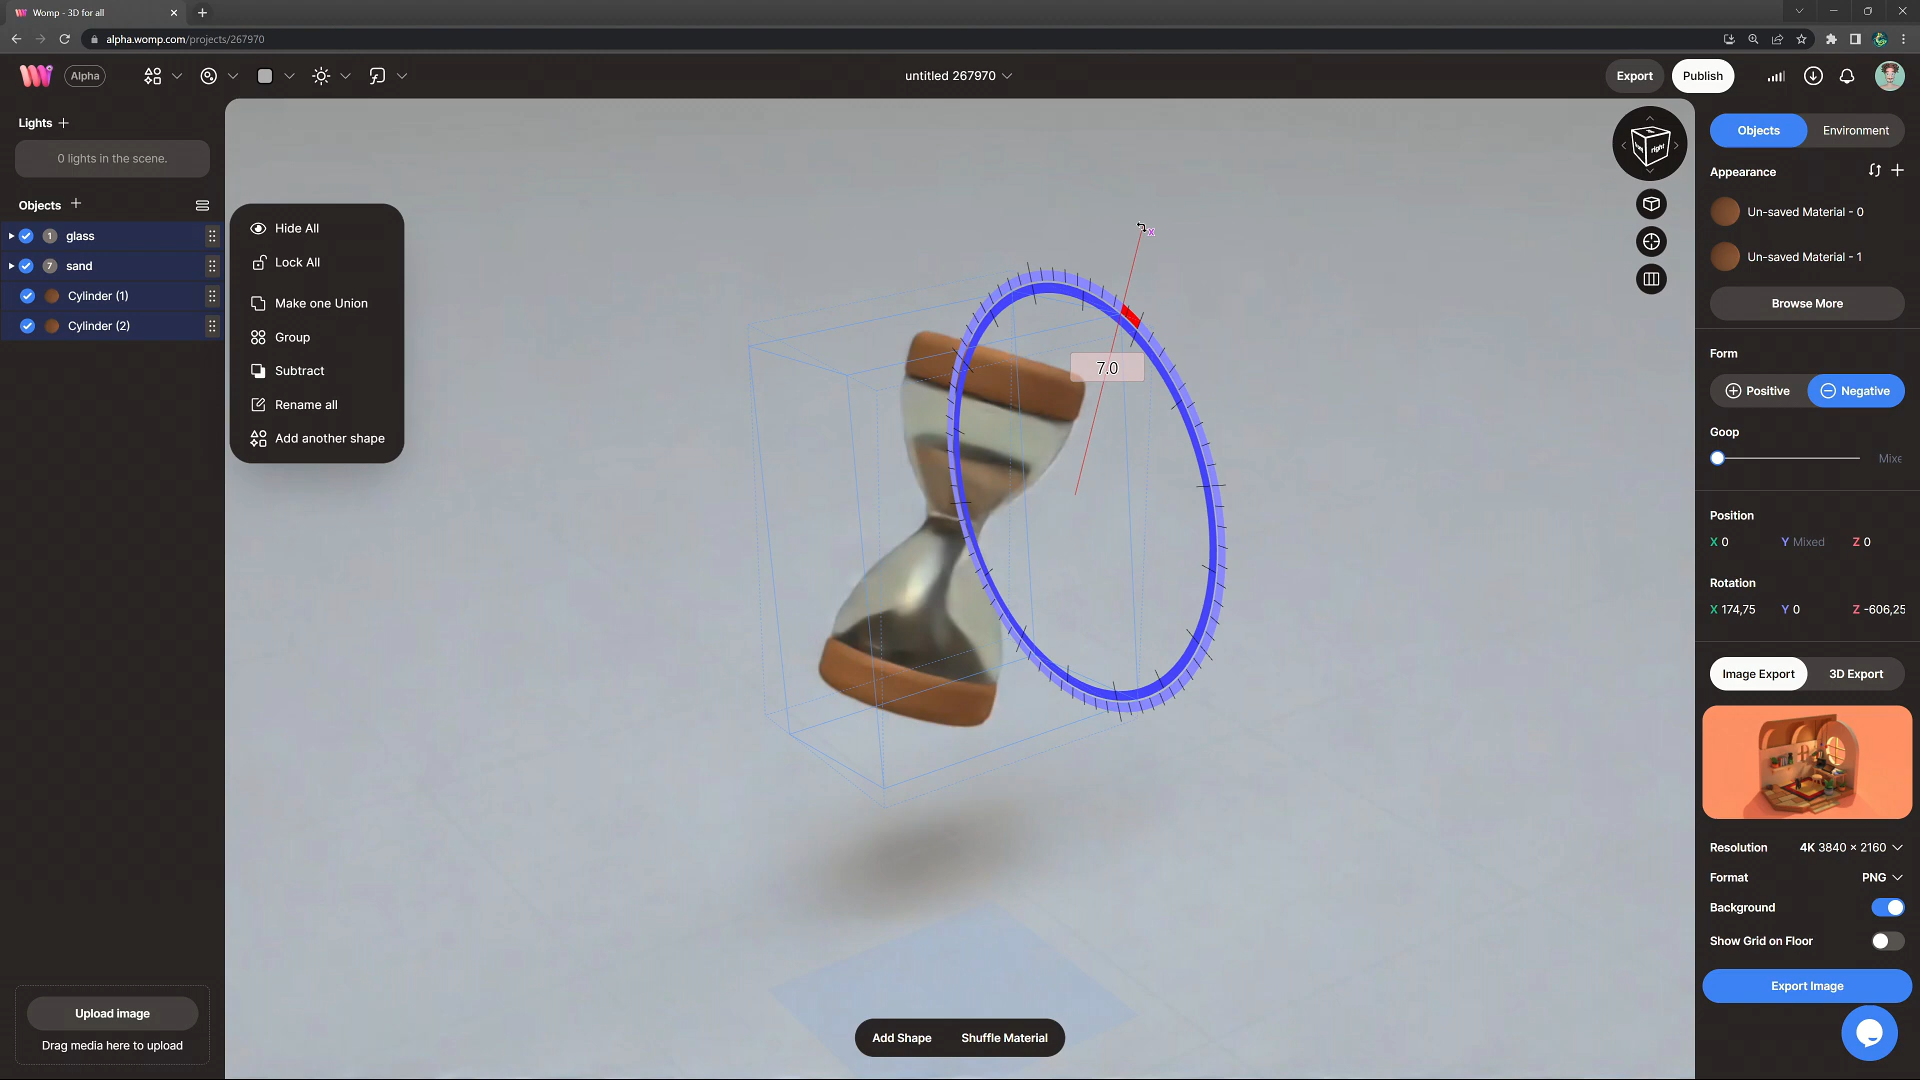 Womp - 3D for all
alpha.womp.com/projects/267970
Alpha
untitled 267970
Export
Publish
Lights
0 lights in the scene.
Objects
1 glass
7 sand
Cylinder (1)
Cylinder (2)
Hide All
Lock All
Make one Union
Group
Subtract
Rename all
Add another shape
x
7.0
right
Objects Environment
Appearance
Un-saved Material - 0
Un-saved Material - 1
Browse More
Form
Positive Negative
Goop
Mixe
Position
X 0 Y Mixed Z 0
Rotation
X 174,75 Y 0 Z -606,25
Image Export 3D Export
Resolution 4K 3840 × 2160
Format PNG
Background
Show Grid on Floor
Export Image
Upload image
Drag media here to upload
Add Shape Shuffle Material